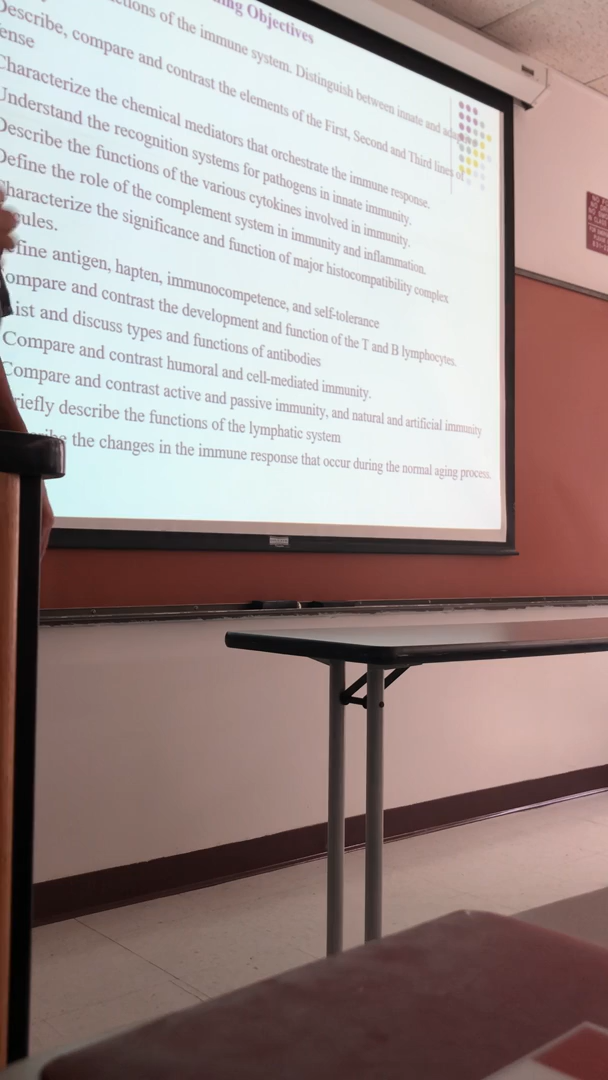 ing Objectives
ctions of the immune system. Distinguish between innate and
Describe, compare and contrast the elements of the First, Second and Third lines of
ense
Characterize the chemical mediators that orchestrate the immune response.
Understand the recognition systems for pathogens in innate immunity.
Describe the functions of the various cytokines involved in immunity.
Define the role of the complement system in immunity and inflammation.
haracterize the significance and function of major histocompatibility complex
cules.
efine antigen, hapten, immunocompetence, and self-tolerance
ompare and contrast the development and function of the T and B lymphocytes.
ist and discuss types and functions of antibodies
Compare and contrast humoral and cell-mediated immunity.
Compare and contrast active and passive immunity, and natural and artificial immunity
riefly describe the functions of the lymphatic system
ribe the changes in the immune response that occur during the normal aging process.